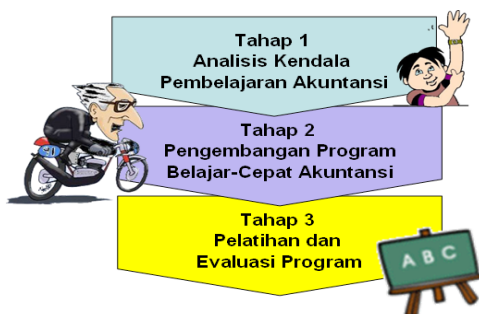 Tahap 1
Analisis Kendala
Pembelajaran Akuntansi
Tahap 2
Pengembangan Program
Belajar-Cepat Akuntansi
Tahap 3
Pelatihan dan
Evaluasi Program
A B C